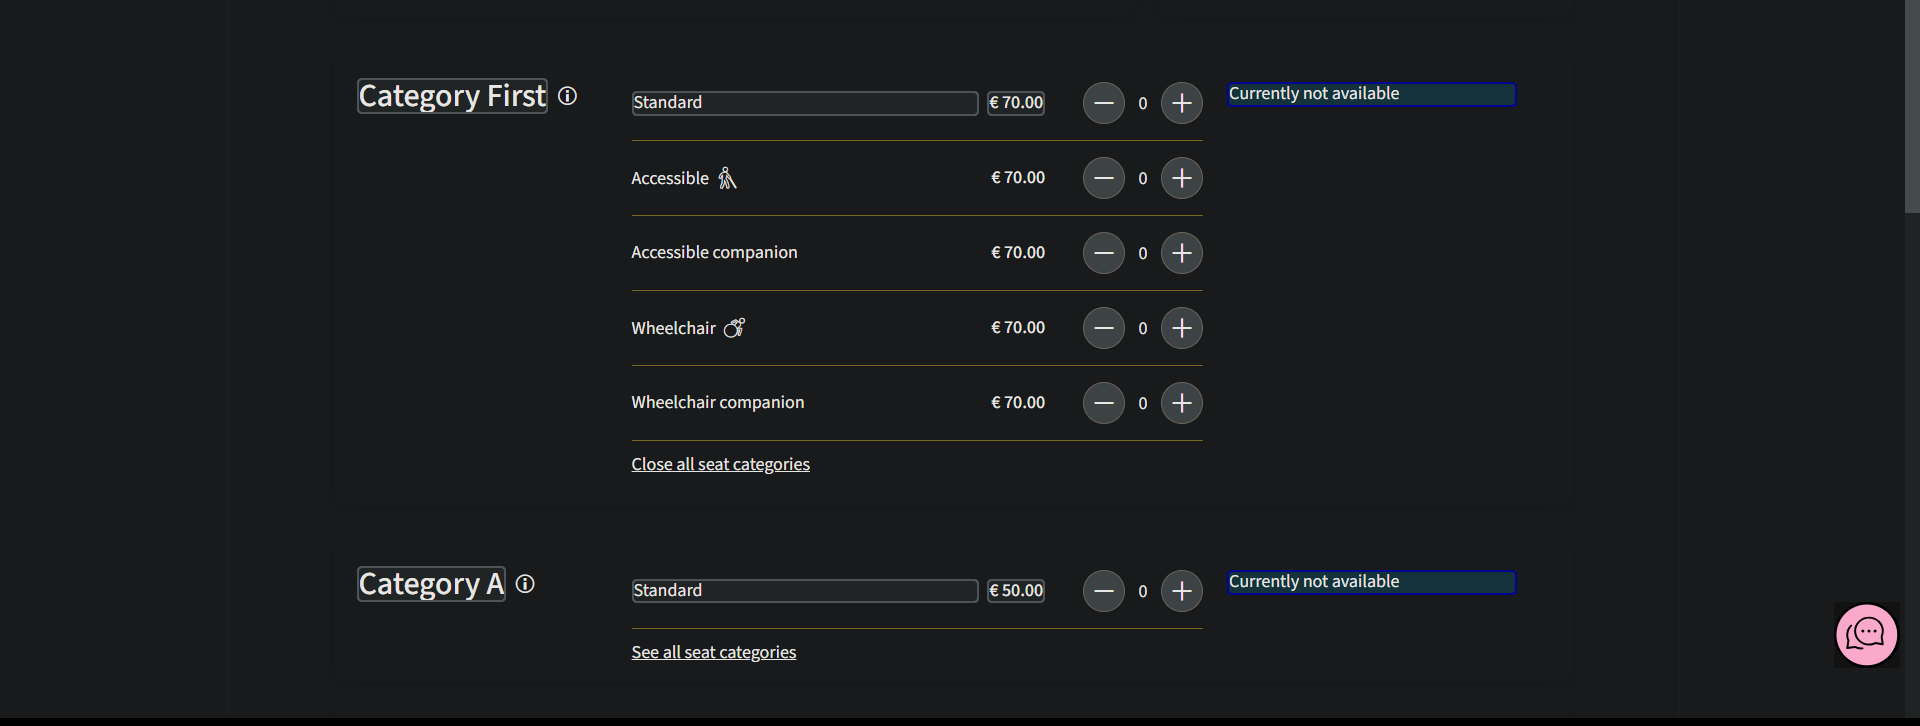 Category First
Standard € 70.00 0 Currently not available
Accessible € 70.00 0
Accessible companion € 70.00 0
Wheelchair € 70.00 0
Wheelchair companion € 70.00 0
Close all seat categories
Category A
Standard € 50.00 0 Currently not available
See all seat categories